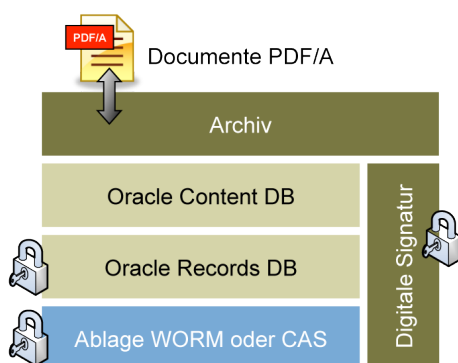 PDF/A
Documente PDF/A
Archiv
Oracle Content DB
Oracle Records DB
Ablage WORM oder CAS
Digitale Signatur